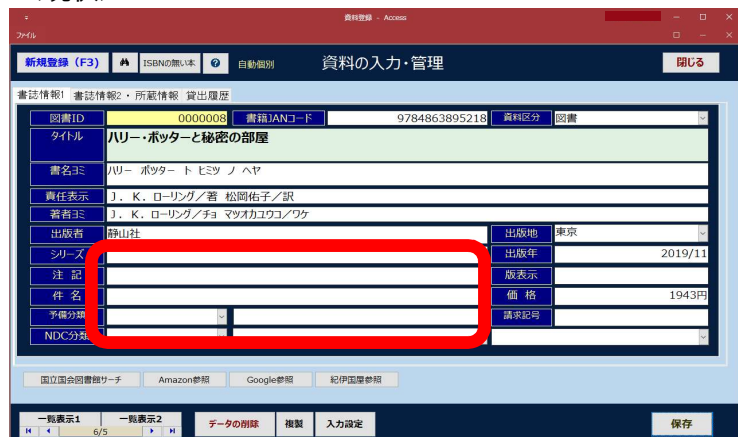 資料登録 - Access
ファイル
新規登録（F3） ISBNの無い本 ? 自動個別 資料の入力・管理 閉じる
書誌情報1 書誌情報2・所蔵情報 貸出履歴
図書ID 0000008 書籍JANコード 9784863895218 資料区分 図書
タイトル ハリー・ポッターと秘密の部屋
書名ヨミ ハリー ポッター ト ヒミツ ノ ヘヤ
責任表示 J．K．ローリング／著 松岡佑子／訳
著者ヨミ J．K．ローリング／チョ マツオカユウコ／ワケ
出版者 静山社 出版地 東京
シリーズ 出版年 2019/11
注 記 版表示
件 名 価 格 1943円
予備分類 請求記号
NDC分類
国立国会図書館サーチ Amazon参照 Google参照 紀伊国屋参照
一覧表示1 一覧表示2 データの削除 複製 入力設定 保存
6/5